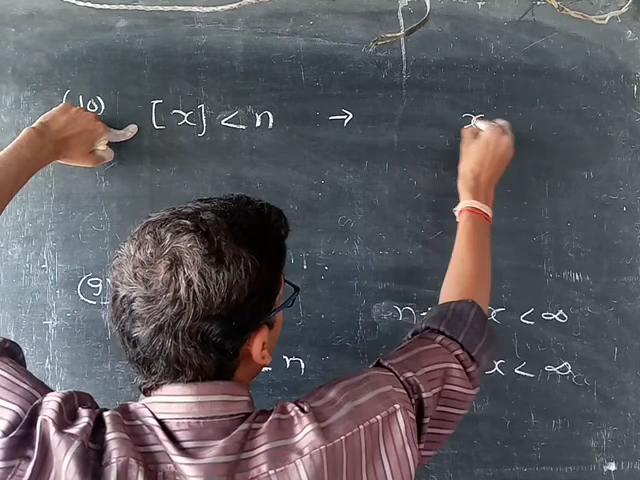 (10) [x] < n → x
(9) n x < ∞
n x < ∞